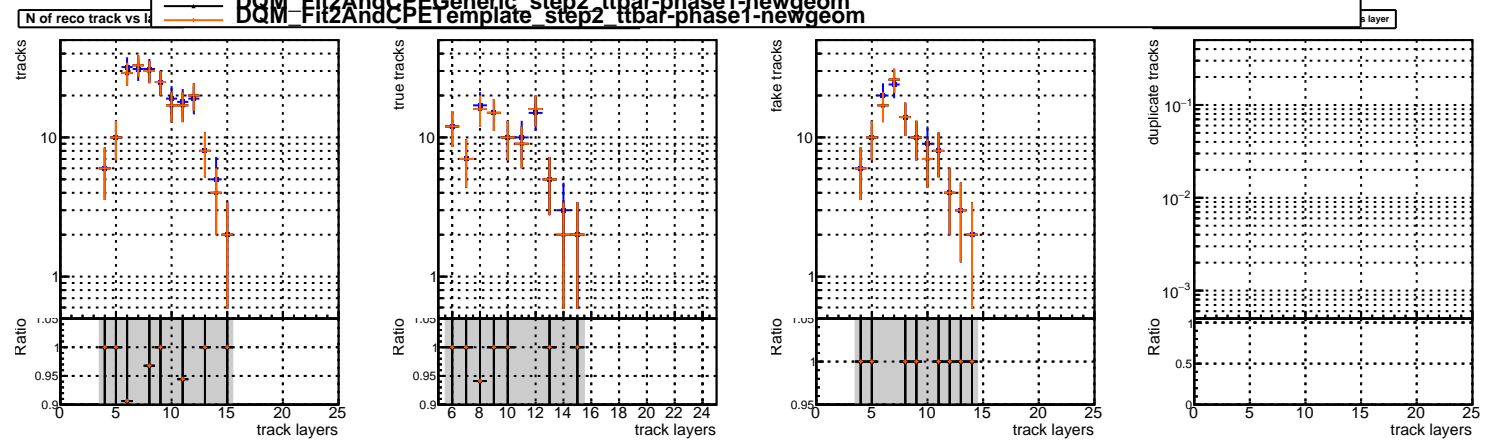 DQM_Fit2AndCPEGeneric_step2_ttbar-phase1-newgeom
DQM_Fit2AndCPETemplate_step2_ttbar-phase1-newgeom
N of reco track vs
layer
tracks
10
1
Ratio
1.05
1
0.95
0.9
0 5 10 15 20 25
track layers
true tracks
10
1
Ratio
1.05
1
0.95
0.9
6 8 10 12 14 16 18 20 22 24
track layers
fake tracks
10
1
Ratio
1.05
1
0.95
0 5 10 15 20 25
track layers
duplicate tracks
10⁻¹
10⁻²
10⁻³
Ratio
1
0.5
0
0 5 10 15 20 25
track layers